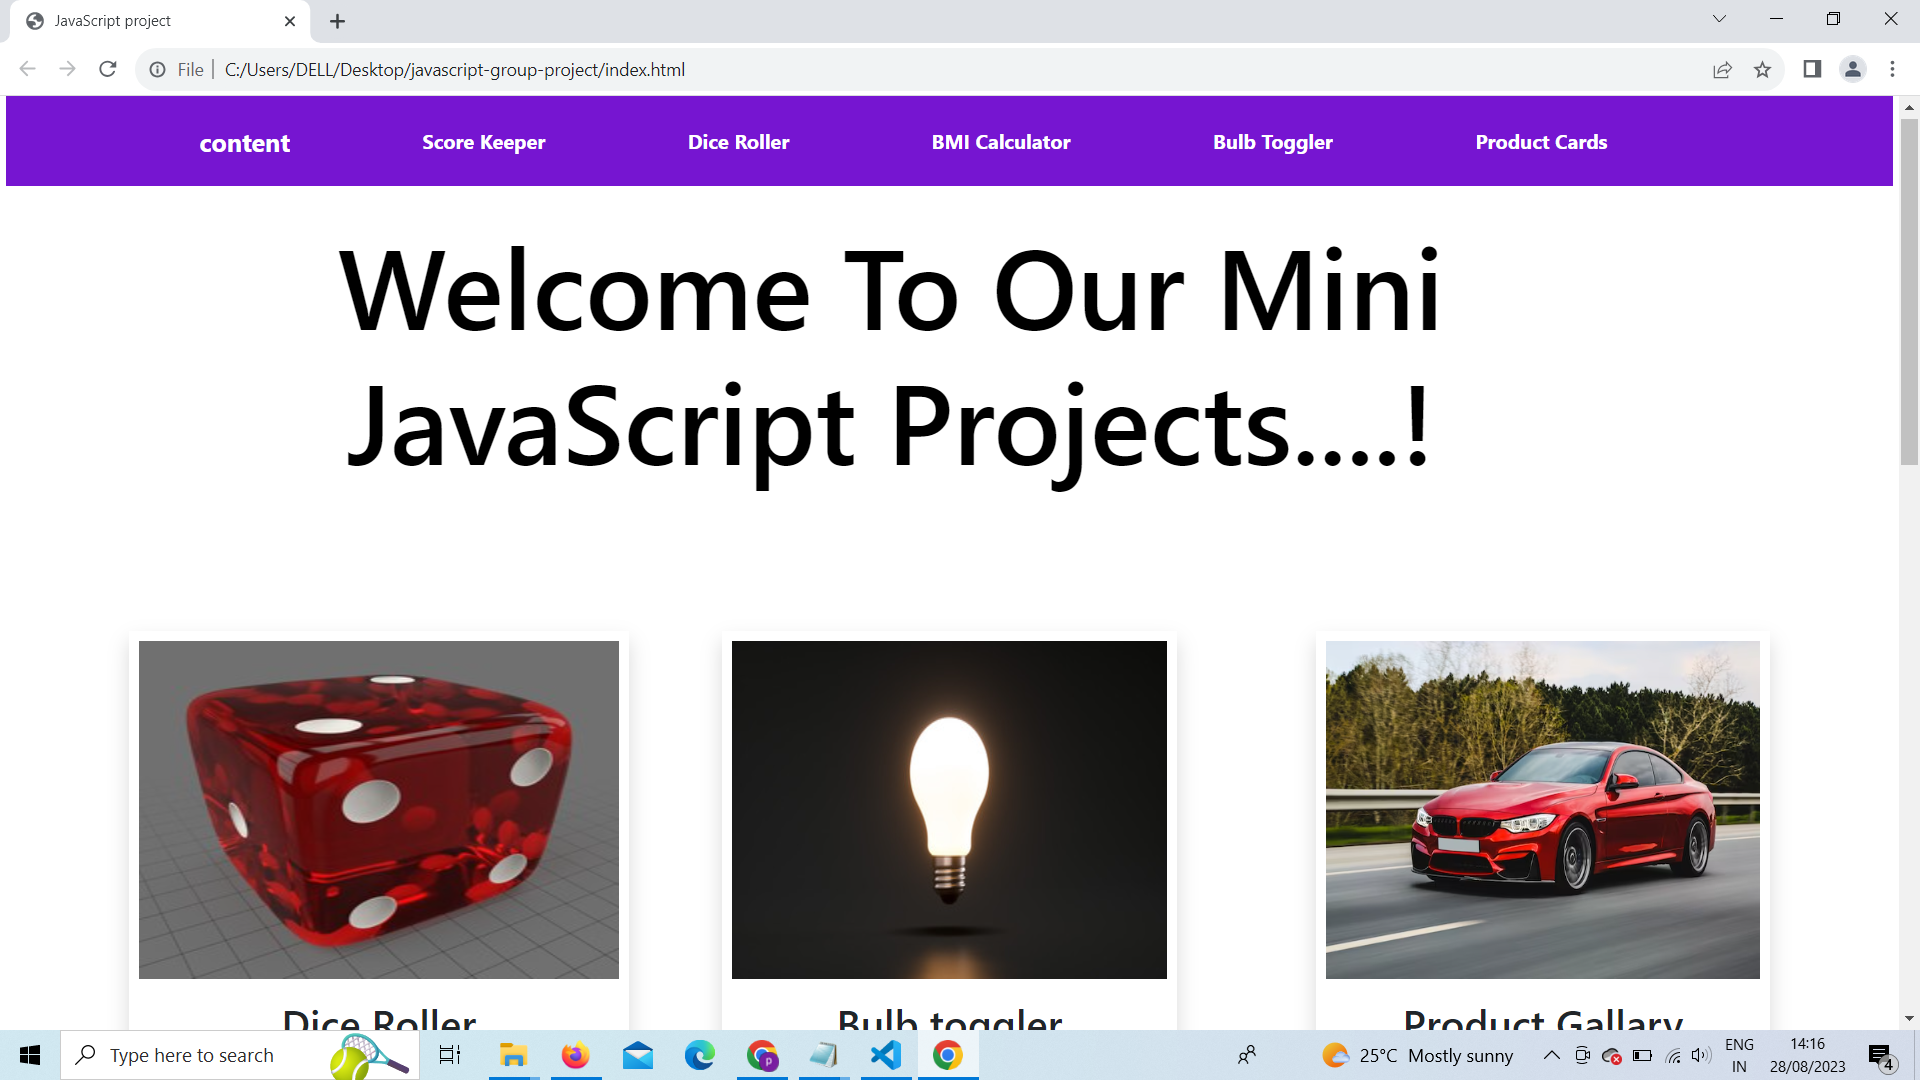 JavaScript project
File
C:/Users/DELL/Desktop/javascript-group-project/index.html
content
Score Keeper
Dice Roller
BMI Calculator
Bulb Toggler
Product Cards
Welcome To Our Mini
JavaScript Projects....!
Dice Roller
Bulb toggler
Product Gallary
Type here to search
p
25°C Mostly sunny
ENG
IN
14:16
28/08/2023
4